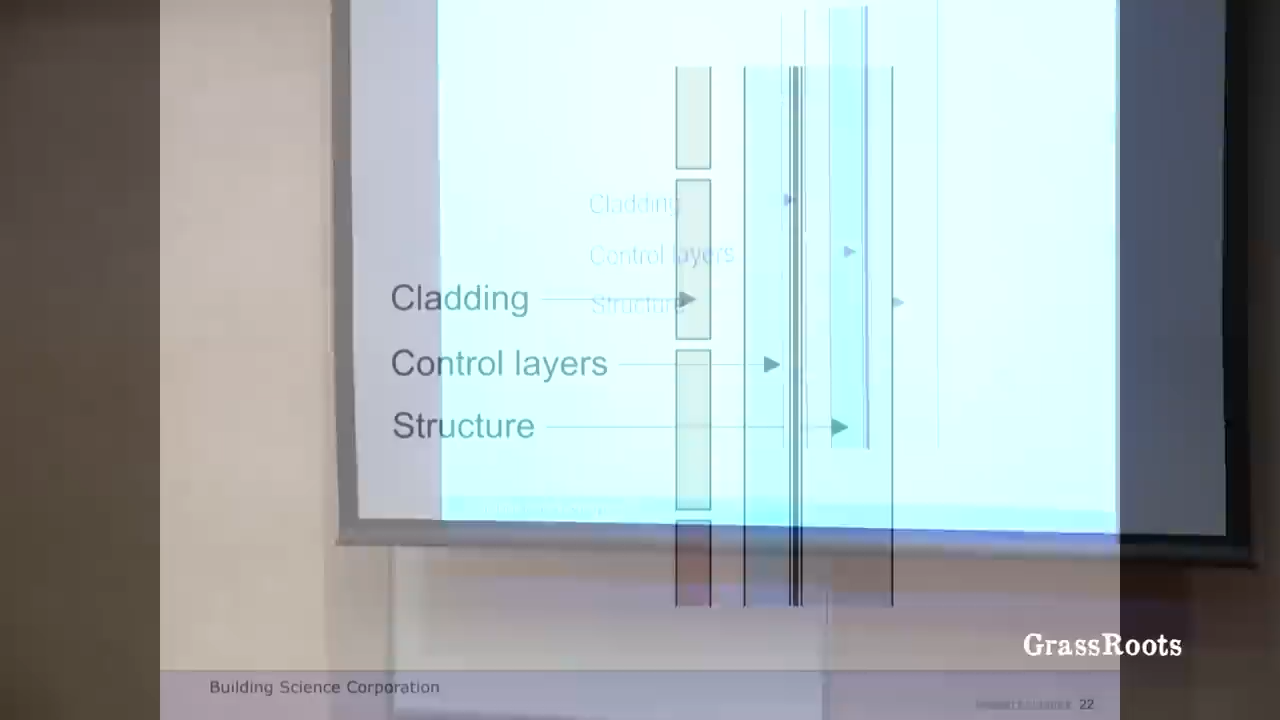 Cladding
Control layers
Structure
Cladding
Control layers
Structure
GrassRoots
Building Science Corporation
22